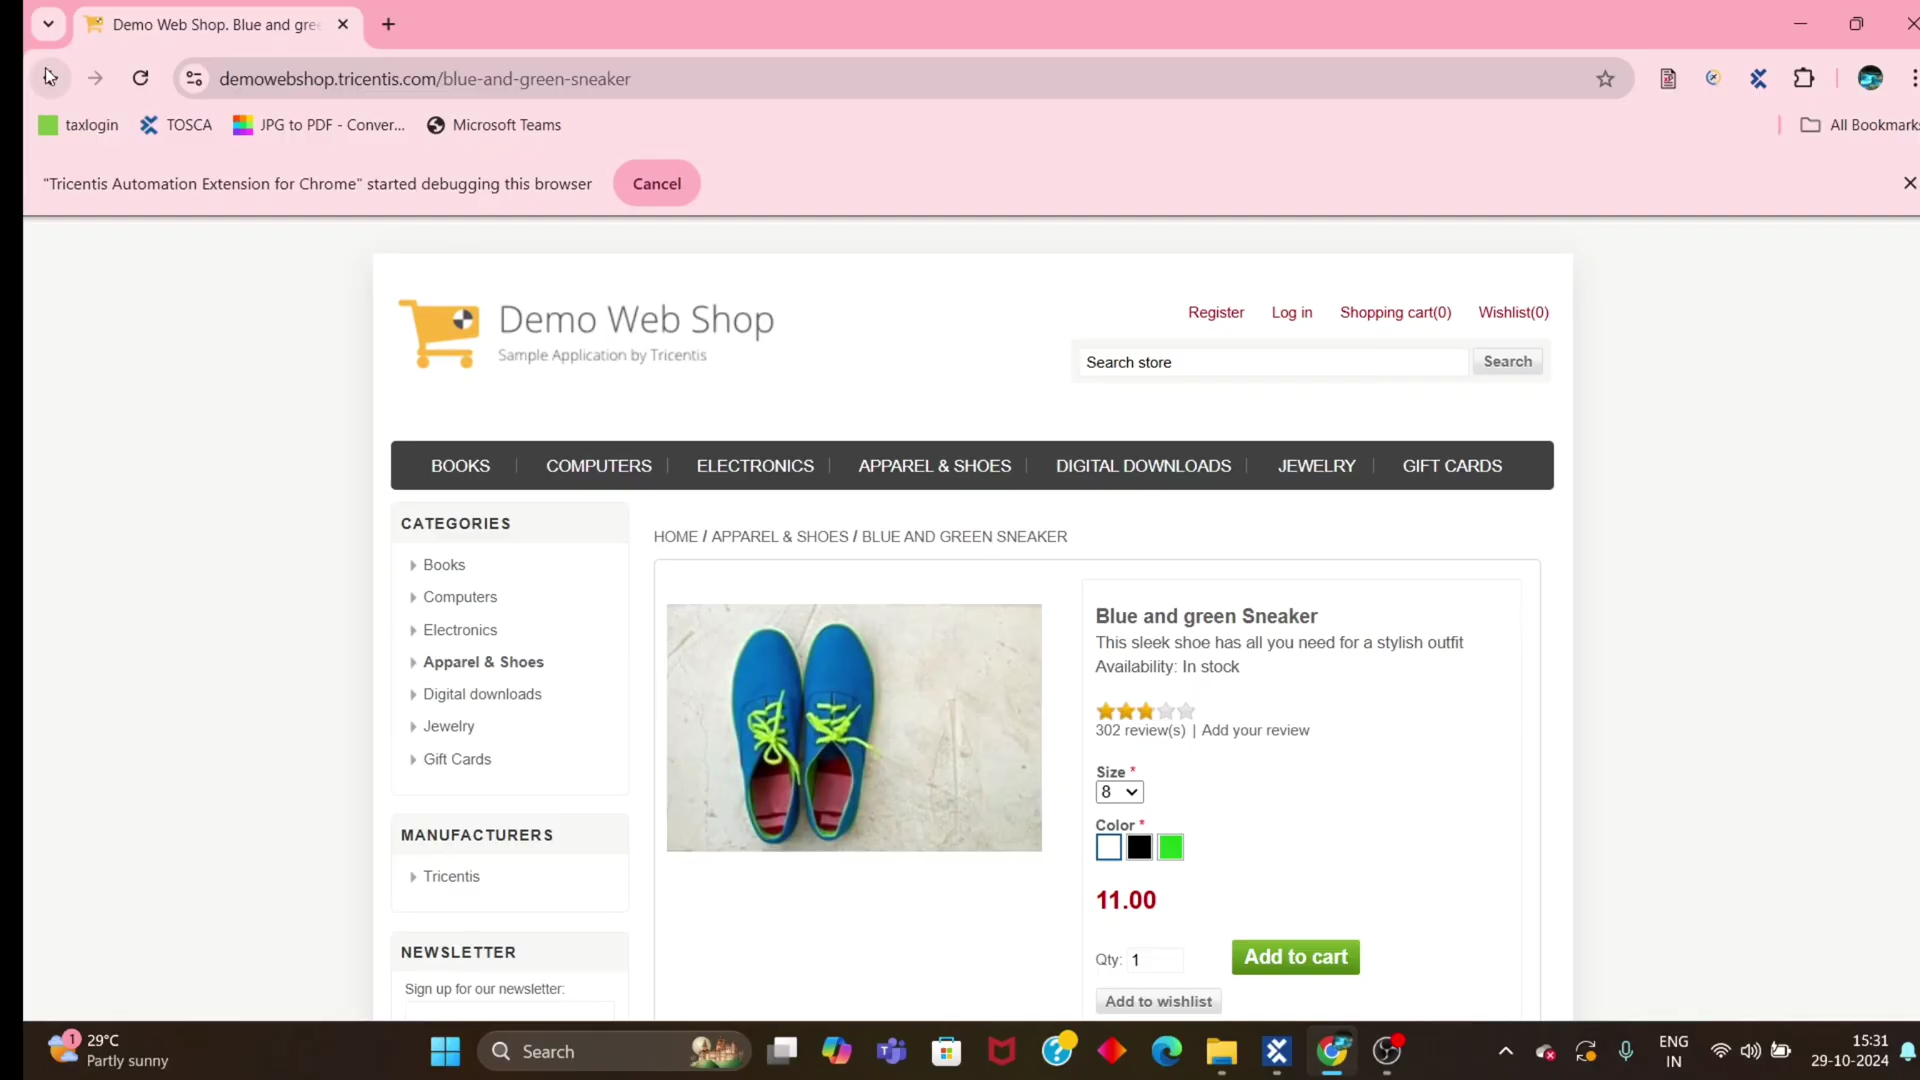 Demo Web Shop. Blue and gree
demowebshop.tricentis.com/blue-and-green-sneaker
taxlogin
TOSCA
JPG to PDF - Conver...
Microsoft Teams
All Bookmarks
"Tricentis Automation Extension for Chrome" started debugging this browser
Cancel
Demo Web Shop
Sample Application by Tricentis
Register
Log in
Shopping cart(0)
Wishlist(0)
Search store
Search
BOOKS
COMPUTERS
ELECTRONICS
APPAREL & SHOES
DIGITAL DOWNLOADS
JEWELRY
GIFT CARDS
CATEGORIES
Books
Computers
Electronics
Apparel & Shoes
Digital downloads
Jewelry
Gift Cards
MANUFACTURERS
Tricentis
NEWSLETTER
Sign up for our newsletter:
HOME / APPAREL & SHOES / BLUE AND GREEN SNEAKER
Blue and green Sneaker
This sleek shoe has all you need for a stylish outfit
Availability: In stock
302 review(s) | Add your review
Size *
8
Color *
11.00
Qty: 1
Add to cart
Add to wishlist
1
29°C
Partly sunny
Search
ENG
IN
15:31
29-10-2024